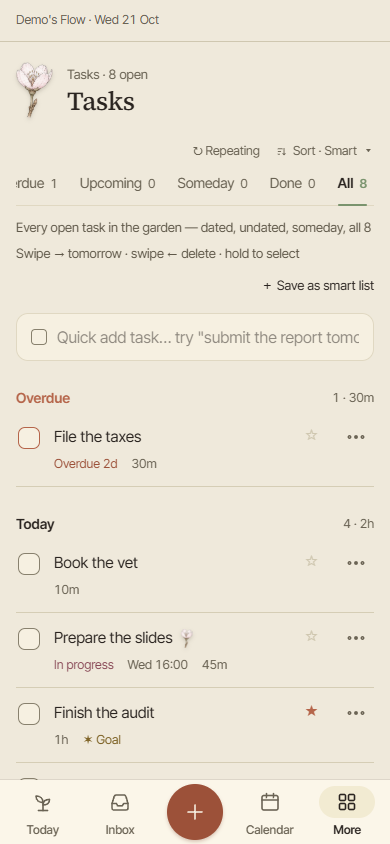 Demo's Flow · Wed 21 Oct
Tasks · 8 open
Tasks
↻ Repeating Sort · Smart
rdue 1 Upcoming 0 Someday 0 Done 0 All 8
Every open task in the garden — dated, undated, someday, all 8
Swipe → tomorrow · swipe ← delete · hold to select
+ Save as smart list
Quick add task... try "submit the report tomo
Overdue 1 · 30m
File the taxes
Overdue 2d 30m
Today 4 · 2h
Book the vet
10m
Prepare the slides
In progress Wed 16:00 45m
Finish the audit
1h ✶ Goal
Today Inbox Calendar More